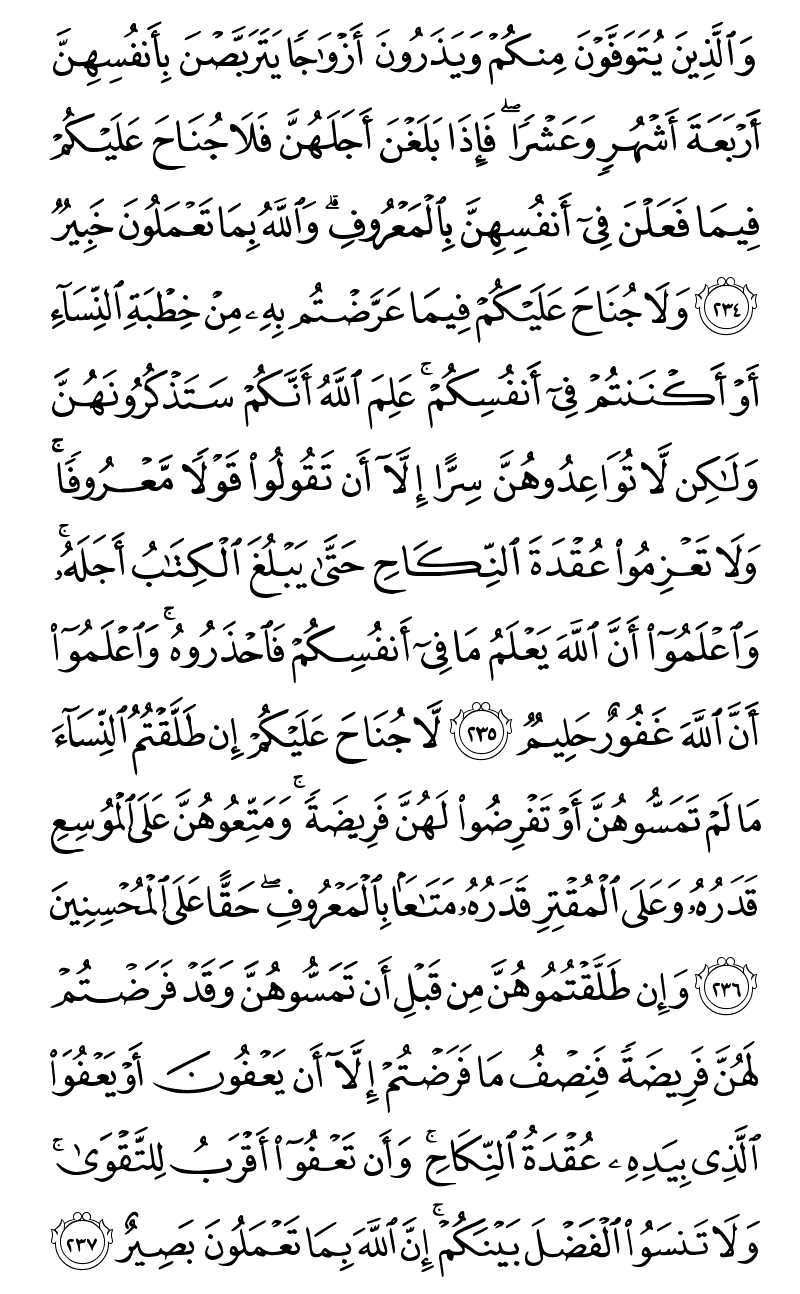 وَٱلَّذِينَ يُتَوَفَّوْنَ مِنكُمْ وَيَذَرُونَ أَزْوَٰجًا يَتَرَبَّصْنَ بِأَنفُسِهِنَّ
أَرْبَعَةَ أَشْهُرٍ وَعَشْرًا ۖ فَإِذَا بَلَغْنَ أَجَلَهُنَّ فَلَا جُنَاحَ عَلَيْكُمْ
فِيمَا فَعَلْنَ فِىٓ أَنفُسِهِنَّ بِٱلْمَعْرُوفِ ۗ وَٱللَّهُ بِمَا تَعْمَلُونَ خَبِيرٌ
٢٣٤ وَلَا جُنَاحَ عَلَيْكُمْ فِيمَا عَرَّضْتُم بِهِۦ مِنْ خِطْبَةِ ٱلنِّسَآءِ
أَوْ أَكْنَنتُمْ فِىٓ أَنفُسِكُمْ ۚ عَلِمَ ٱللَّهُ أَنَّكُمْ سَتَذْكُرُونَهُنَّ
وَلَٰكِن لَّا تُوَاعِدُوهُنَّ سِرًّا إِلَّآ أَن تَقُولُوا۟ قَوْلًا مَّعْرُوفًا ۚ
وَلَا تَعْزِمُوا۟ عُقْدَةَ ٱلنِّكَاحِ حَتَّىٰ يَبْلُغَ ٱلْكِتَٰبُ أَجَلَهُۥ ۚ
وَٱعْلَمُوٓا۟ أَنَّ ٱللَّهَ يَعْلَمُ مَا فِىٓ أَنفُسِكُمْ فَٱحْذَرُوهُ ۚ وَٱعْلَمُوٓا۟
أَنَّ ٱللَّهَ غَفُورٌ حَلِيمٌ ٢٣٥ لَّا جُنَاحَ عَلَيْكُمْ إِن طَلَّقْتُمُ ٱلنِّسَآءَ
مَا لَمْ تَمَسُّوهُنَّ أَوْ تَفْرِضُوا۟ لَهُنَّ فَرِيضَةً ۚ وَمَتِّعُوهُنَّ عَلَى ٱلْمُوسِعِ
قَدَرُهُۥ وَعَلَى ٱلْمُقْتِرِ قَدَرُهُۥ مَتَٰعًۢا بِٱلْمَعْرُوفِ ۖ حَقًّا عَلَى ٱلْمُحْسِنِينَ
٢٣٦ وَإِن طَلَّقْتُمُوهُنَّ مِن قَبْلِ أَن تَمَسُّوهُنَّ وَقَدْ فَرَضْتُمْ
لَهُنَّ فَرِيضَةً فَنِصْفُ مَا فَرَضْتُمْ إِلَّآ أَن يَعْفُونَ أَوْ يَعْفُوَا۟
ٱلَّذِى بِيَدِهِۦ عُقْدَةُ ٱلنِّكَاحِ ۚ وَأَن تَعْفُوٓا۟ أَقْرَبُ لِلتَّقْوَىٰ ۚ
وَلَا تَنسَوُا۟ ٱلْفَضْلَ بَيْنَكُمْ ۚ إِنَّ ٱللَّهَ بِمَا تَعْمَلُونَ بَصِيرٌ ٢٣٧